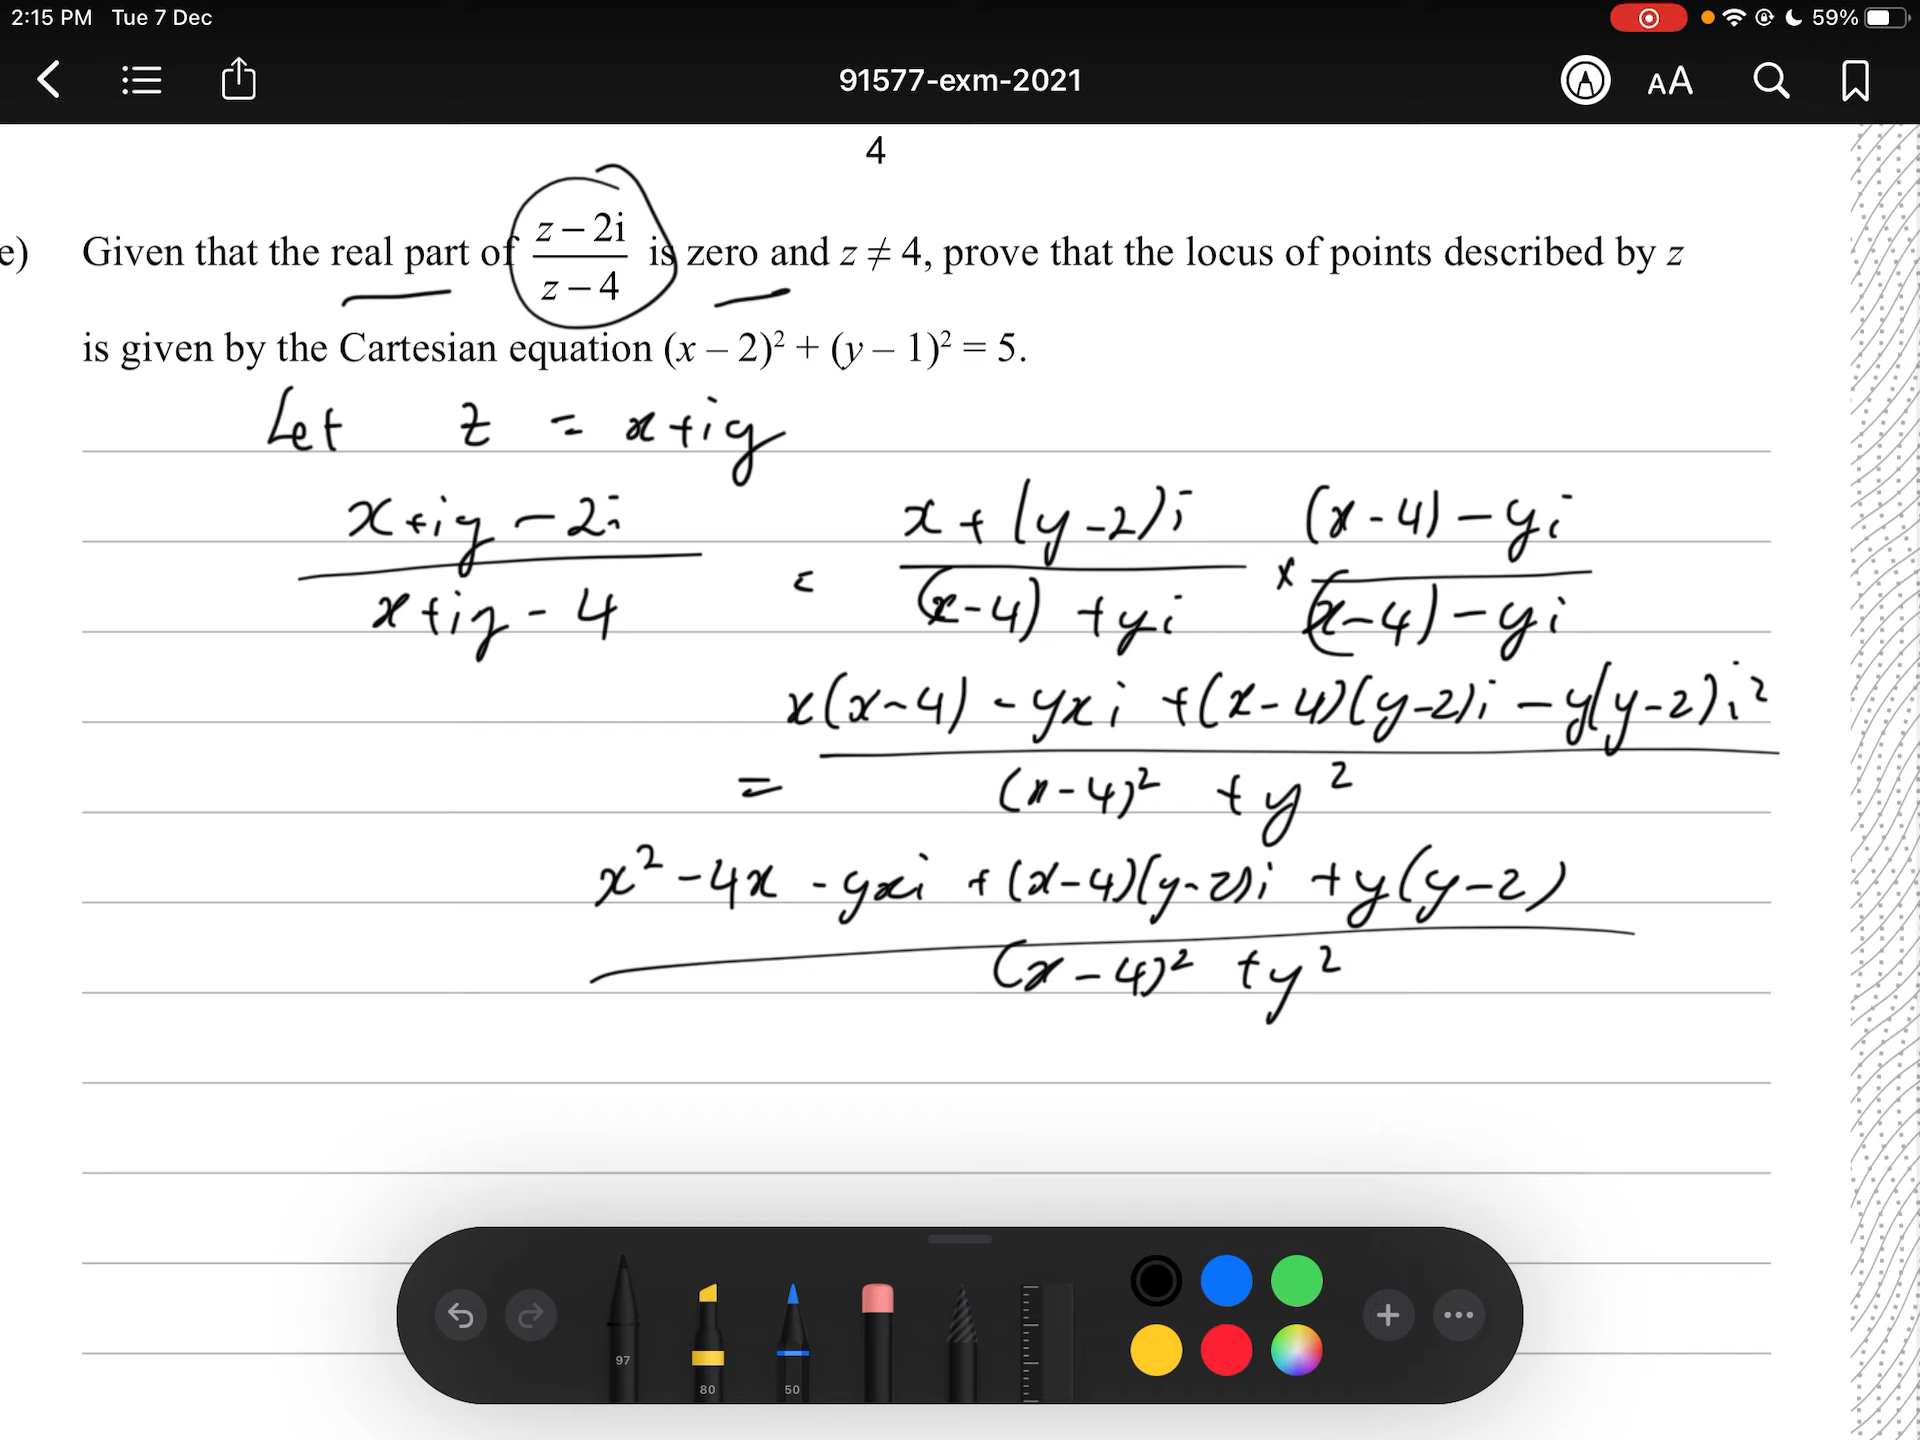 2:15 PM Tue 7 Dec 59%
91577-exm-2021
4
e) Given that the real part of (z – 2i)/(z – 4) is zero and z ≠ 4, prove that the locus of points described by z
is given by the Cartesian equation (x – 2)² + (y – 1)² = 5.
Let z = x+iy
(x+iy-2i)/(x+iy-4) = (x+(y-2)i)/((x-4)+yi) × ((x-4)-yi)/((x-4)-yi)
= (x(x-4) - yxi + (x-4)(y-2)i - y(y-2)i²)/((x-4)² + y²)
(x² - 4x - yxi + (x-4)(y-2)i + y(y-2))/((x-4)² + y²)
97 80 50